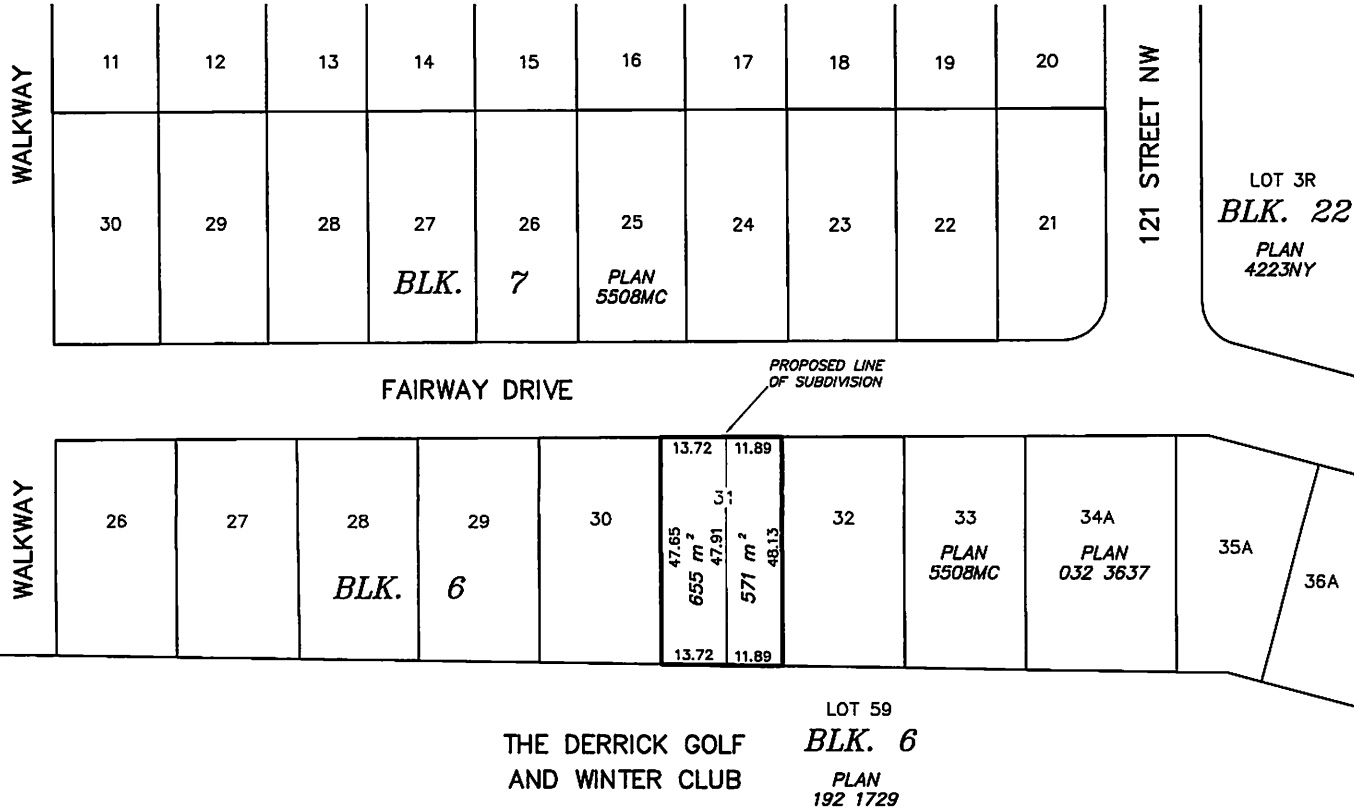 WALKWAY
11 12 13 14 15 16 17 18 19 20
121 STREET NW
30 29 28 27 26 25 24 23 22 21
BLK. 7
PLAN
5508MC
LOT 3R
BLK. 22
PLAN
4223NY
FAIRWAY DRIVE
PROPOSED LINE
OF SUBDIVISION
WALKWAY
26 27 28 29 30 31 32 33 34A 35A 36A
BLK. 6
13.72 11.89
47.65
655 m²
47.91
571 m²
48.13
13.72 11.89
PLAN
5508MC
PLAN
032 3637
THE DERRICK GOLF
AND WINTER CLUB
LOT 59
BLK. 6
PLAN
192 1729